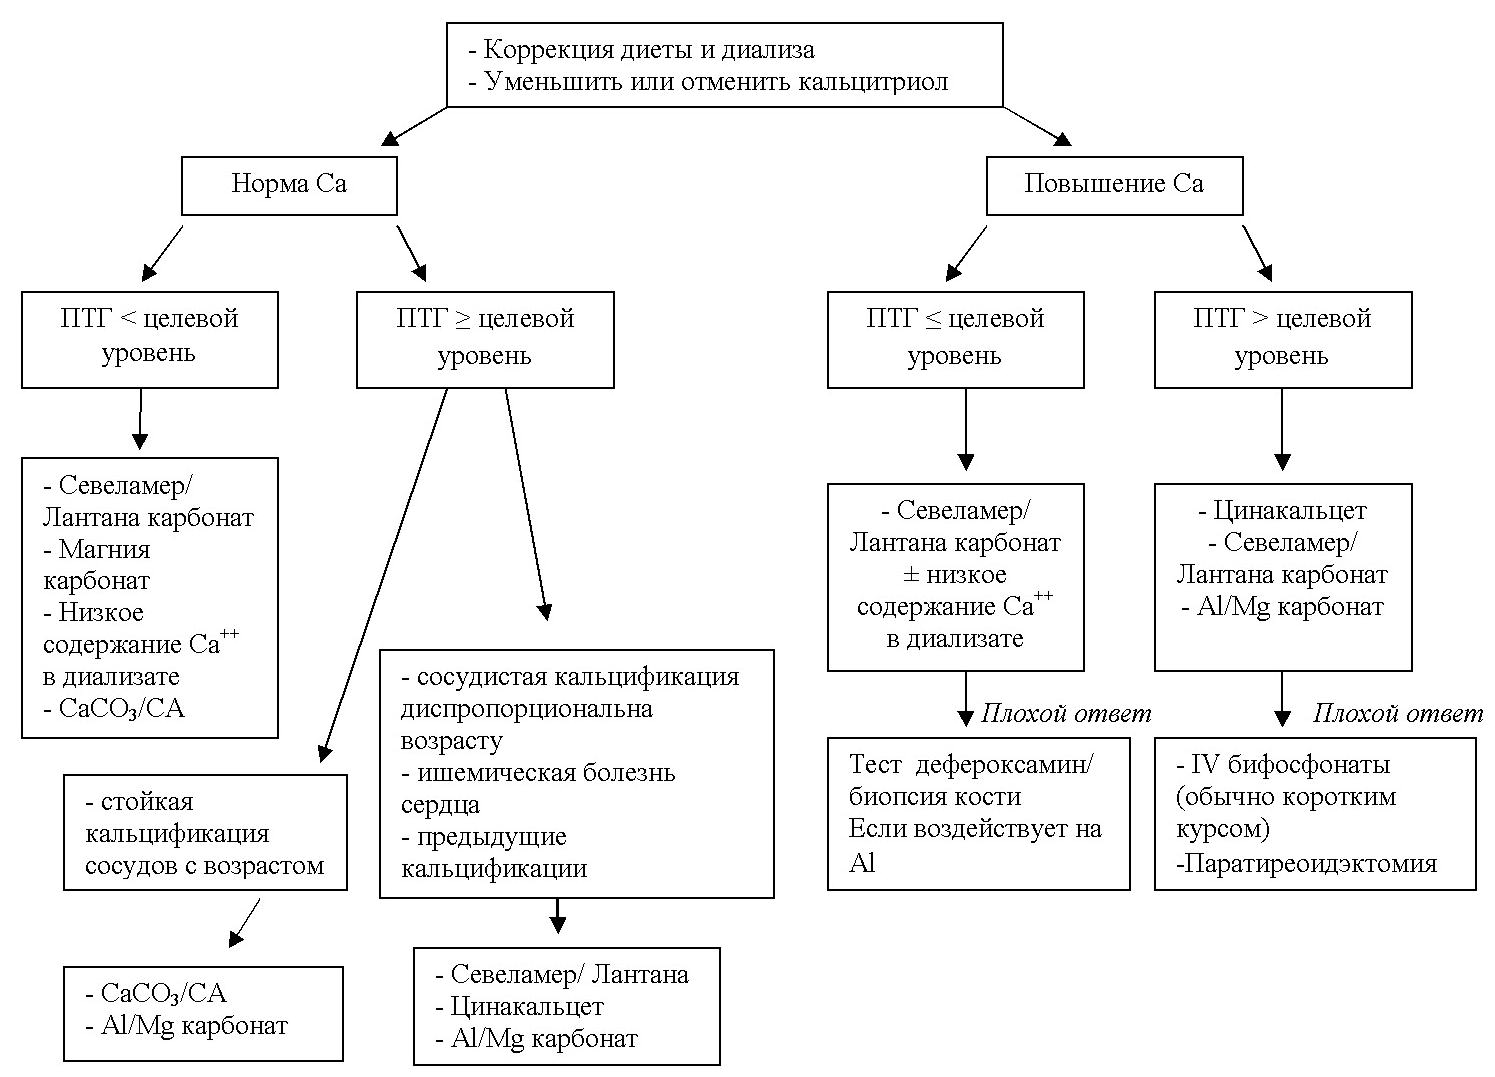 - Коррекция диеты и диализа
- Уменьшить или отменить кальцитриол
Норма Са
Повышение Са
ПТГ < целевой
уровень
ПТГ ≥ целевой
уровень
ПТГ ≤ целевой
уровень
ПТГ > целевой
уровень
- Севеламер/
Лантана карбонат
- Магния
карбонат
- Низкое
содержание Са⁺⁺
в диализате
- CaCO₃/CA
- Севеламер/
Лантана карбонат
± низкое
содержание Са⁺⁺
в диализате
- Цинакальцет
- Севеламер/
Лантана карбонат
- Al/Mg карбонат
- сосудистая кальцификация
диспропорциональна
возрасту
- ишемическая болезнь
сердца
- предыдущие
кальцификации
Плохой ответ
Плохой ответ
- стойкая
кальцификация
сосудов с возрастом
Тест дефероксамин/
биопсия кости
Если воздействует на
Al
- IV бифосфонаты
(обычно коротким
курсом)
-Паратиреоидэктомия
- CaCO₃/CA
- Al/Mg карбонат
- Севеламер/ Лантана
- Цинакальцет
- Al/Mg карбонат